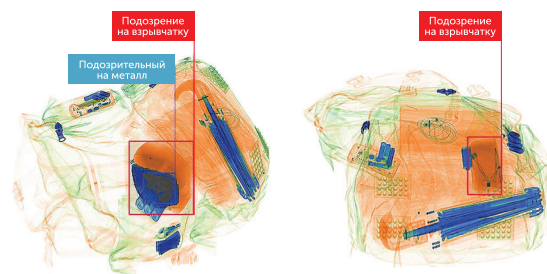 Подозрение
на взрывчатку
Подозрительный
на металл
Подозрение
на взрывчатку